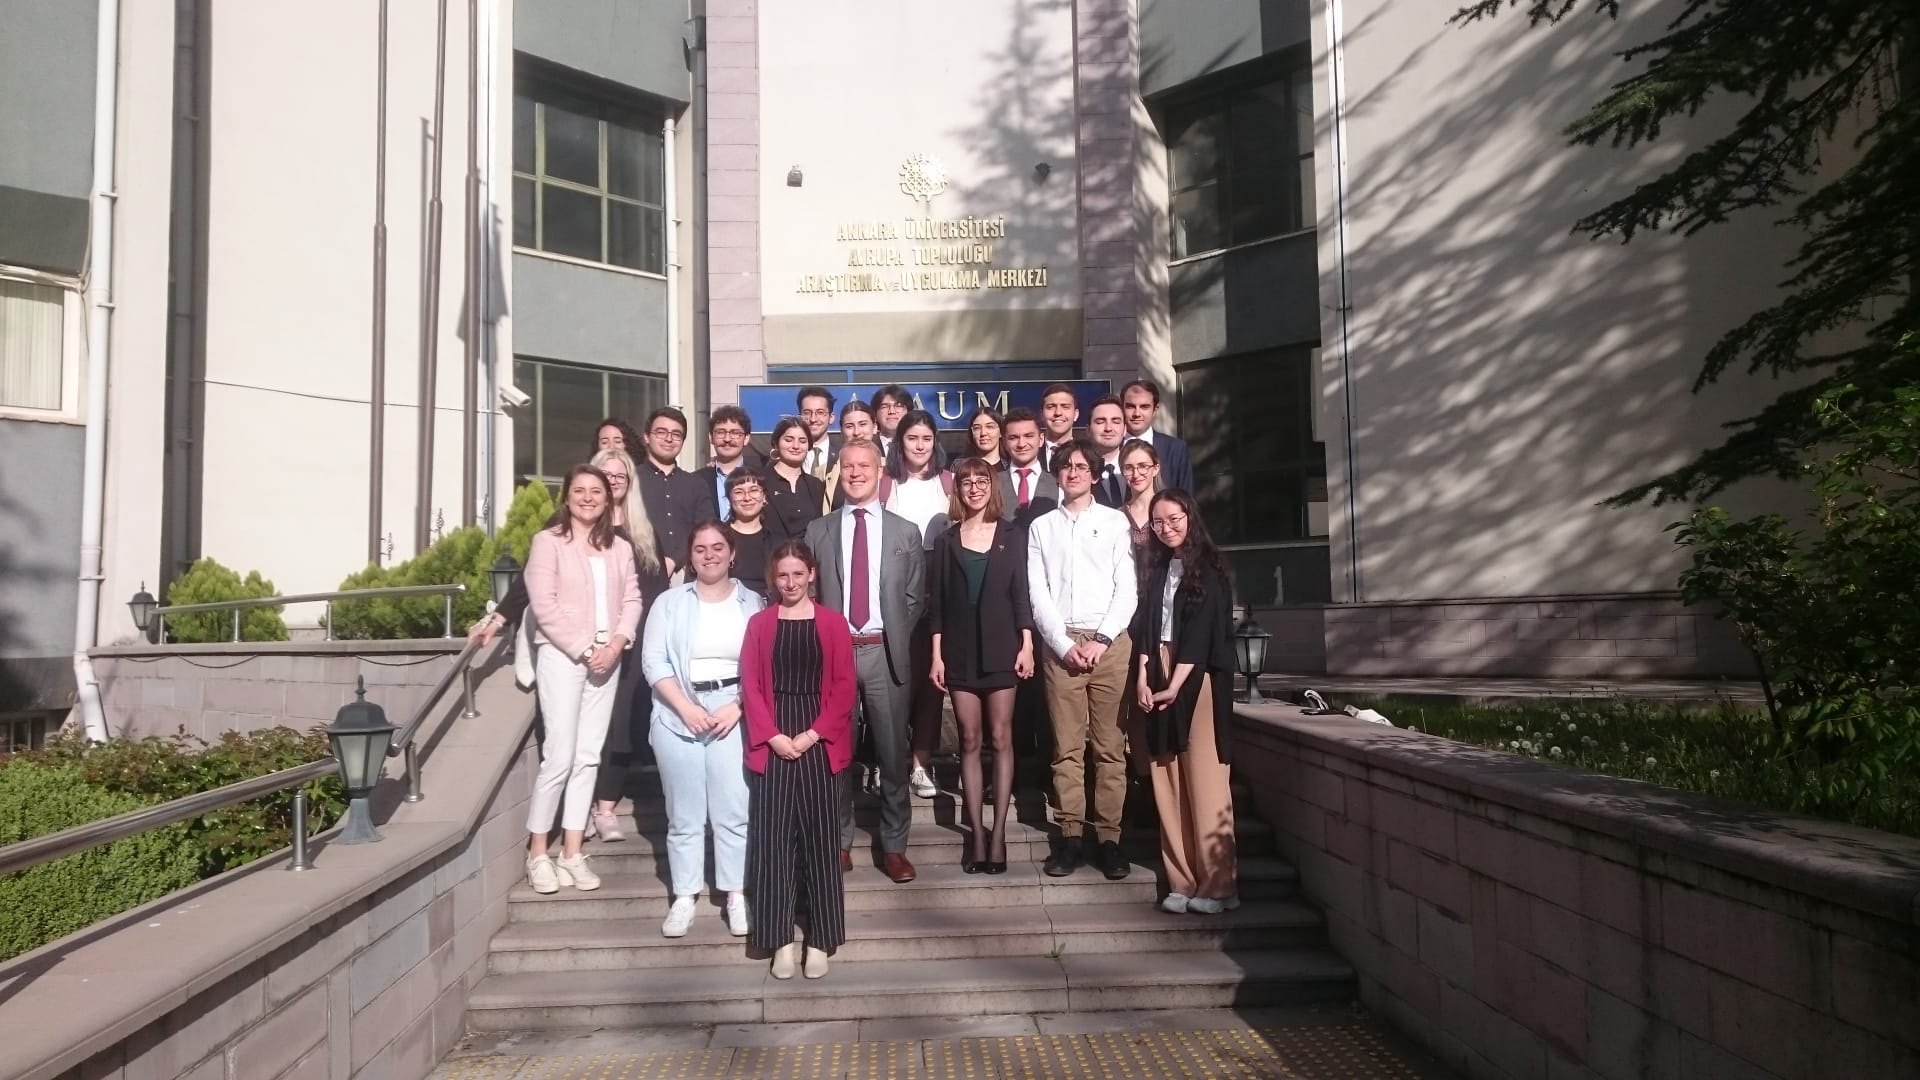 ANKARA ÜNİVERSİTESİ
AVRUPA TOPLULUĞU
ARAŞTIRMA VE UYGULAMA MERKEZİ
AUM